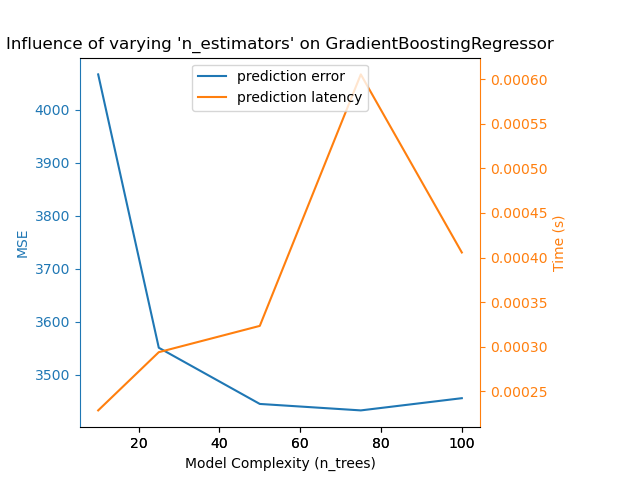 Influence of varying 'n_estimators' on GradientBoostingRegressor
prediction error
prediction latency
4000
3900
3800
3700
3600
3500
MSE
0.00060
0.00055
0.00050
0.00045
0.00040
0.00035
0.00030
0.00025
Time (s)
20 40 60 80 100
Model Complexity (n_trees)